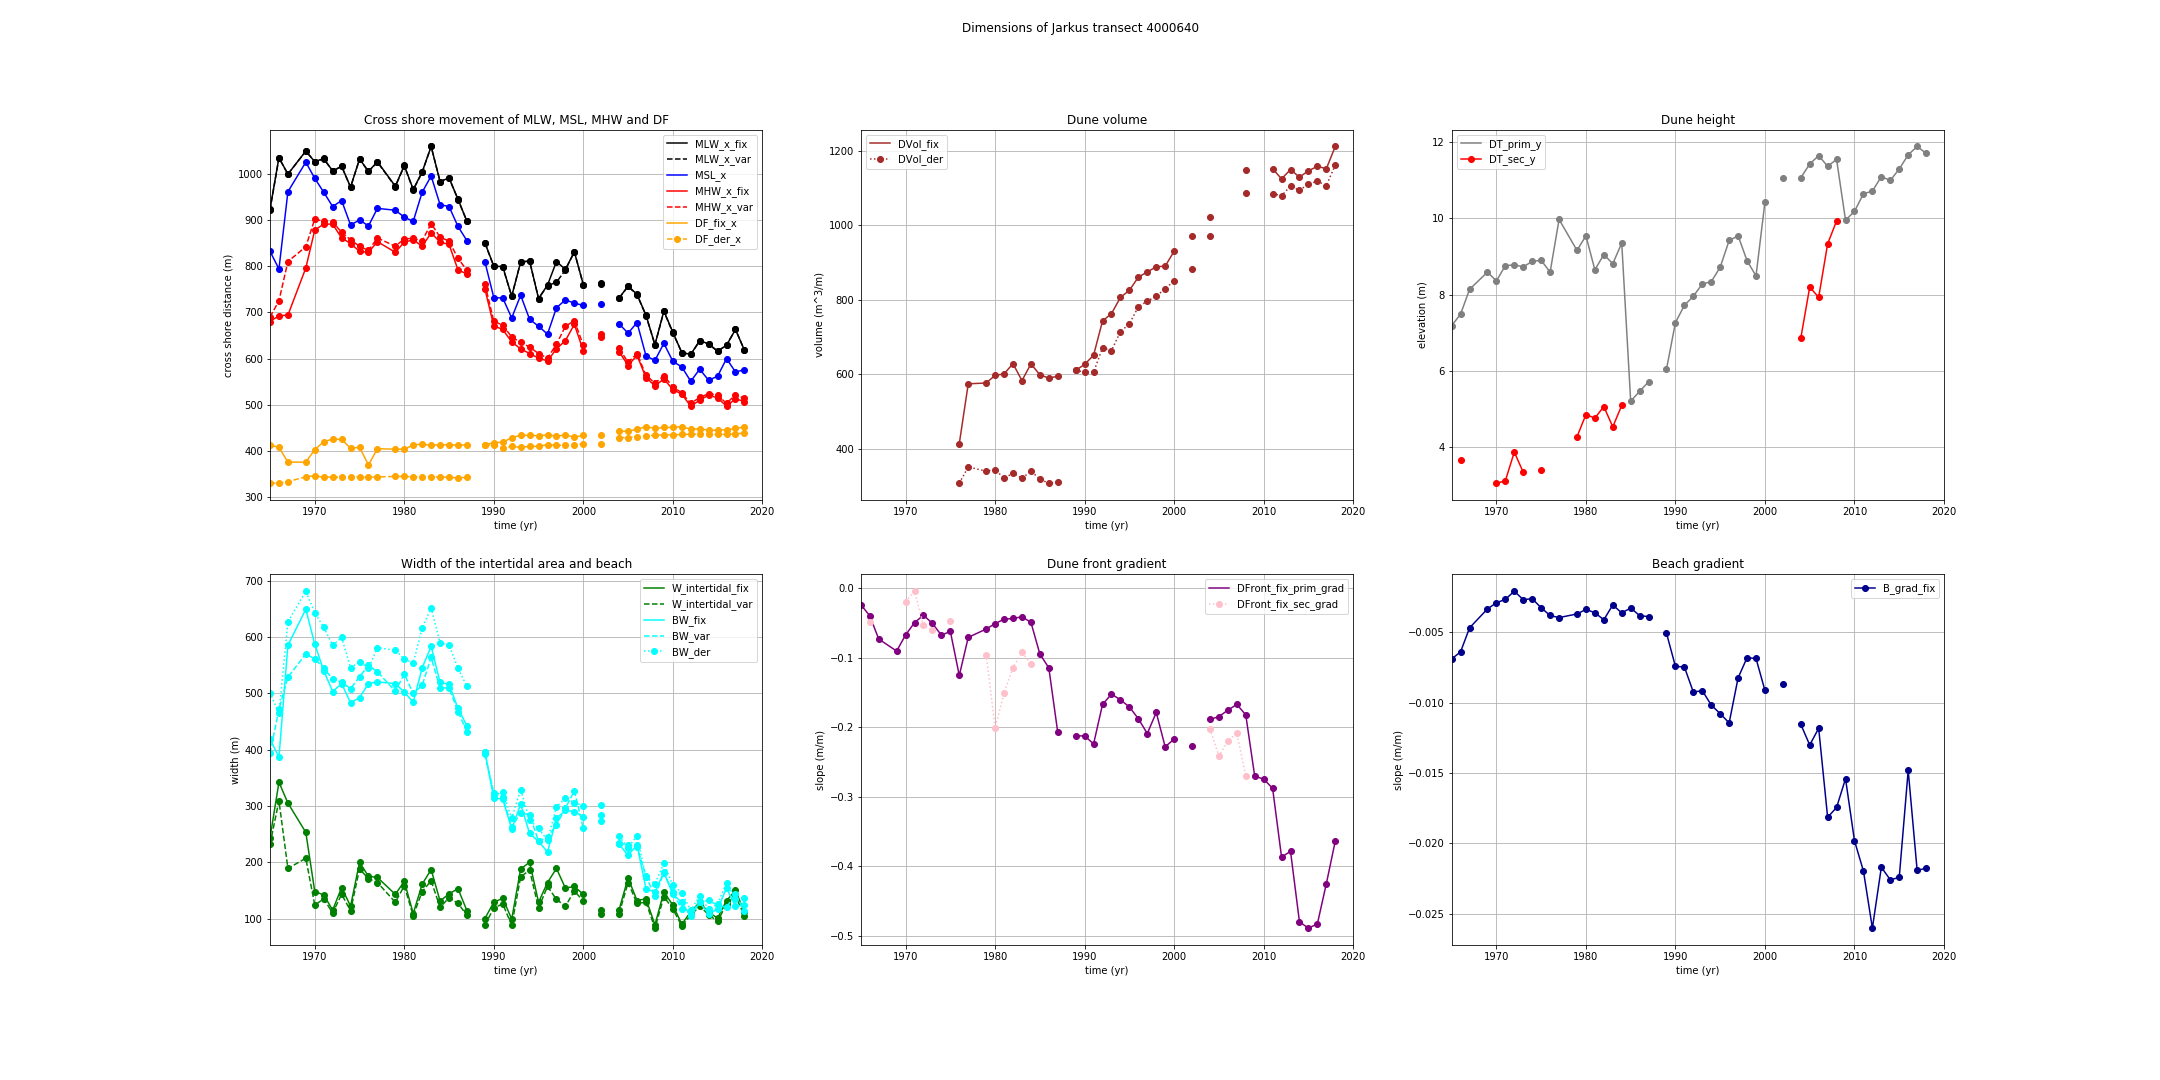 Dimensions of Jarkus transect 4000640
Cross shore movement of MLW, MSL, MHW and DF
cross shore distance (m)
1000
900
800
700
600
500
400
300
MLW_x_fix
MLW_x_var
MSL_x
MHW_x_fix
MHW_x_var
DF_fix_x
DF_der_x
1970 1980 1990 2000 2010 2020
time (yr)
Dune volume
volume (m^3/m)
1200
1000
800
600
400
DVol_fix
DVol_der
1970 1980 1990 2000 2010 2020
time (yr)
Dune height
elevation (m)
12
10
8
6
4
DT_prim_y
DT_sec_y
1970 1980 1990 2000 2010 2020
time (yr)
Width of the intertidal area and beach
width (m)
700
600
500
400
300
200
100
W_intertidal_fix
W_intertidal_var
BW_fix
BW_var
BW_der
1970 1980 1990 2000 2010 2020
time (yr)
Dune front gradient
slope (m/m)
0.0
−0.1
−0.2
−0.3
−0.4
−0.5
DFront_fix_prim_grad
DFront_fix_sec_grad
1970 1980 1990 2000 2010 2020
time (yr)
Beach gradient
slope (m/m)
−0.005
−0.010
−0.015
−0.020
−0.025
B_grad_fix
1970 1980 1990 2000 2010 2020
time (yr)